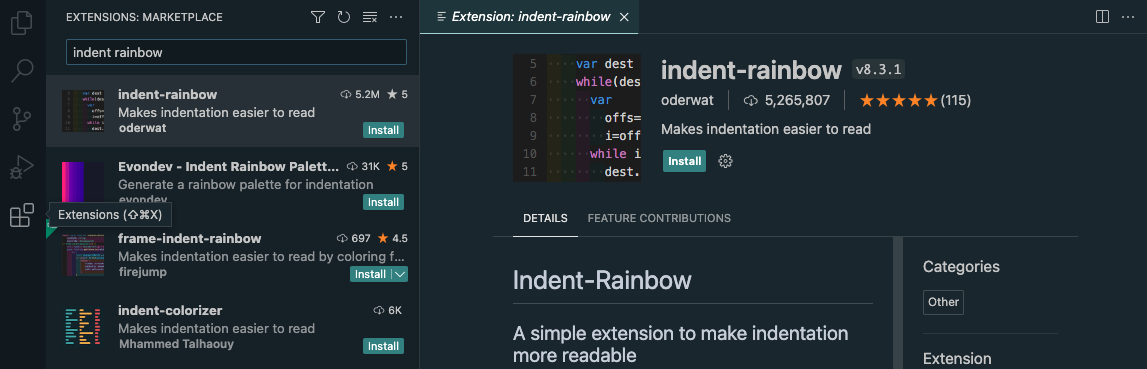 EXTENSIONS: MARKETPLACE
indent rainbow
indent-rainbow 5.2M 5
Makes indentation easier to read
oderwat
Install
Evondev - Indent Rainbow Palett... 31K 5
Generate a rainbow palette for indentation
evondev
Install
Extensions (⇧⌘X)
frame-indent-rainbow 697 4.5
Makes indentation easier to read by coloring f...
firejump
Install
indent-colorizer 6K
Makes indentation easier to read
Mhammed Talhaouy
Install
Extension: indent-rainbow
5 var dest
6 while(des
7 var
8 offs=
9 i=off
10 while i
11 dest.
indent-rainbow v8.3.1
oderwat 5,265,807 ★★★★★(115)
Makes indentation easier to read
Install
DETAILS FEATURE CONTRIBUTIONS
Indent-Rainbow
A simple extension to make indentation
more readable
Categories
Other
Extension